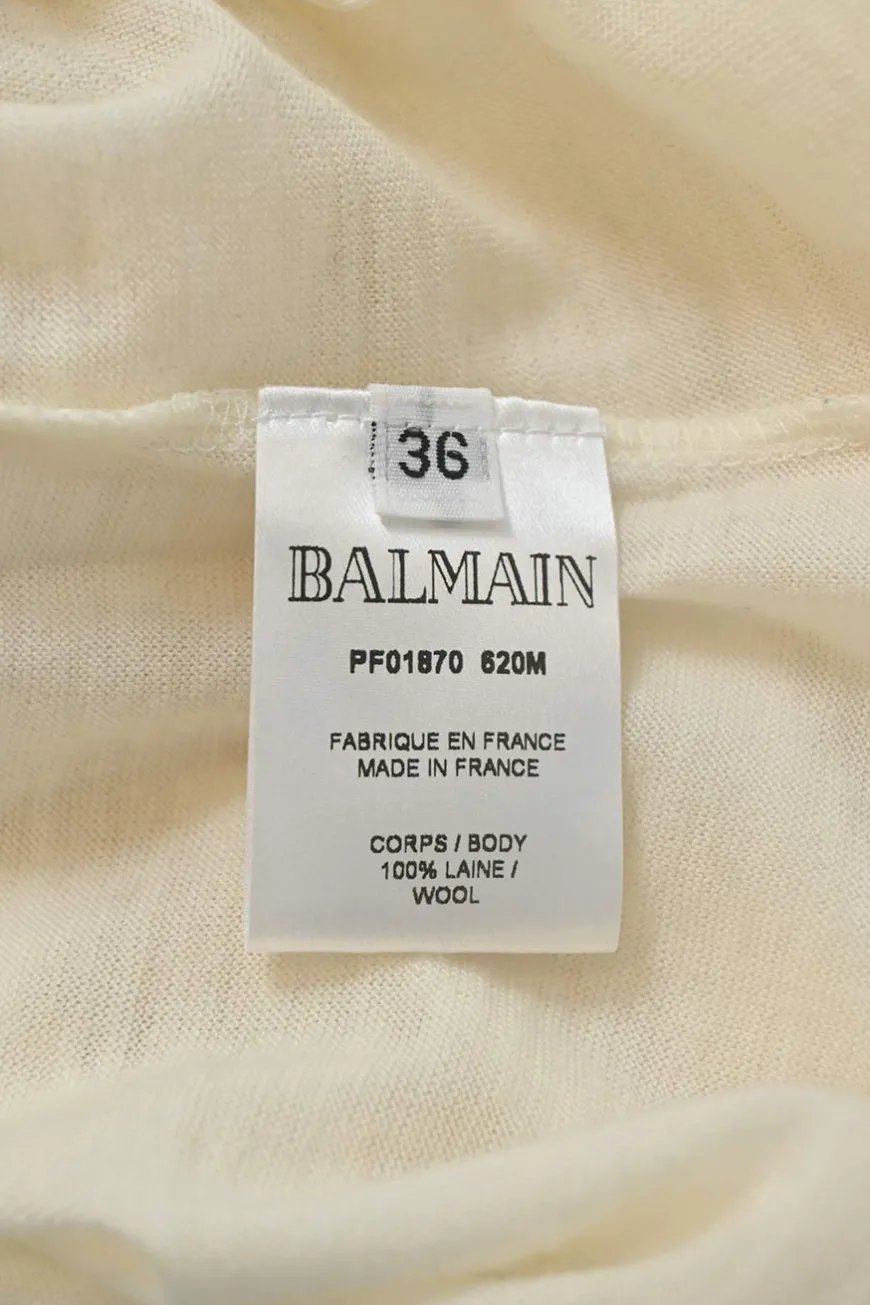 36
BALMAIN
PF01870 620M
FABRIQUE EN FRANCE
MADE IN FRANCE
CORPS / BODY
100% LAINE /
WOOL